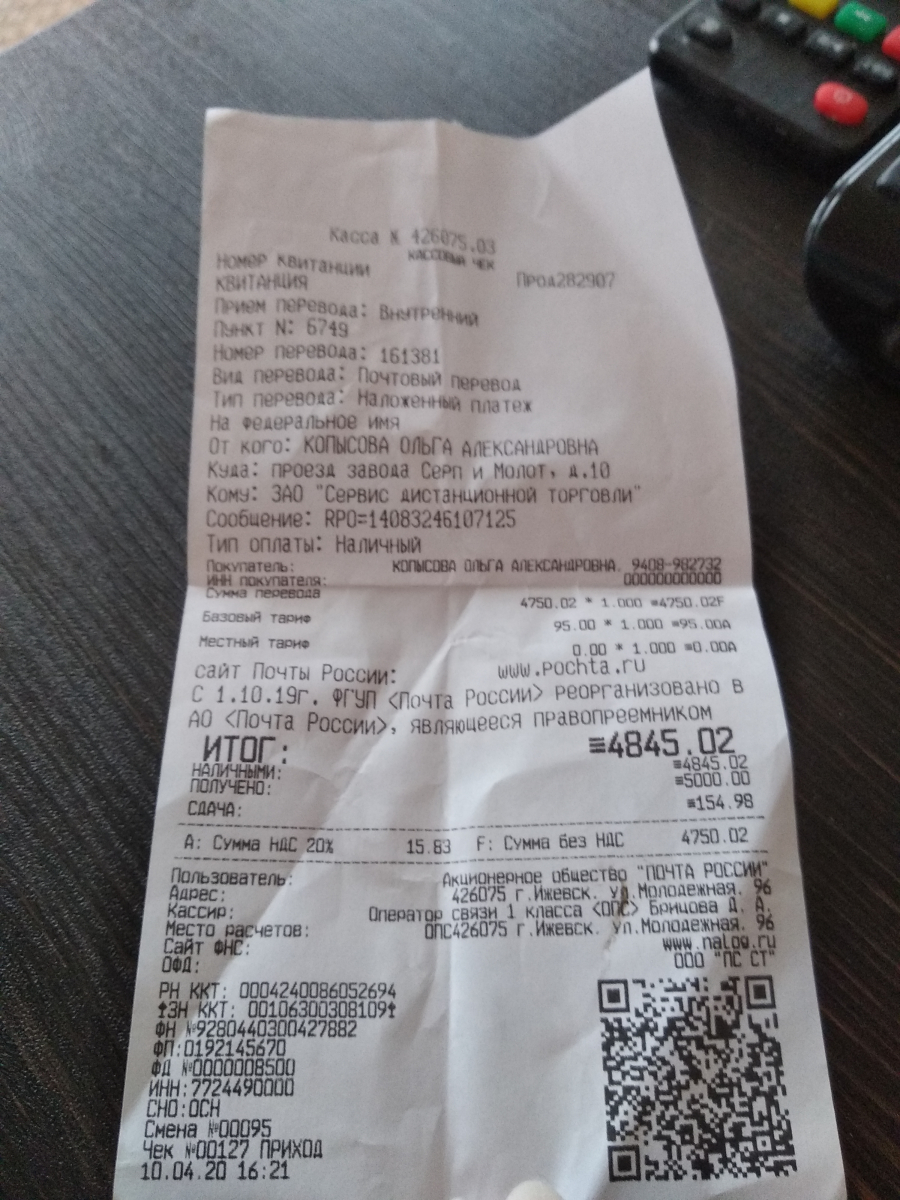 Касса № 426075.03
КАССОВЫЙ ЧЕК
Номер квитанции Прод282907
КВИТАНЦИЯ
Прием перевода: Внутренний
Пункт N: 6749
Номер перевода: 161381
Вид перевода: Почтовый перевод
Тип перевода: Наложенный платеж
На федеральное имя
От кого: КОПЫСОВА ОЛЬГА АЛЕКСАНДРОВНА
Куда: проезд завода Серп и Молот, д.10
Кому: ЗАО "Сервис дистанционной торговли"
Сообщение: RPO=14083246107125
Тип оплаты: Наличный
Покупатель: КОПЫСОВА ОЛЬГА АЛЕКСАНДРОВНА. 9408-982732
ИНН покупателя: 000000000000
Сумма перевода
4750.02 * 1.000 ≡4750.02F
Базовый тариф
95.00 * 1.000 ≡95.00A
Местный тариф
0.00 * 1.000 ≡0.00A
сайт Почты России: www.pochta.ru
С 1.10.19г. ФГУП <Почта России> реорганизовано в
АО <Почта России>, являющееся правопреемником
ИТОГ: ≡4845.02
НАЛИЧНЫМИ: ≡4845.02
ПОЛУЧЕНО: ≡5000.00
СДАЧА: ≡154.98
A: Сумма НДС 20% 15.83 F: Сумма без НДС 4750.02
Пользователь: Акционерное общество "ПОЧТА РОССИИ"
Адрес: 426075 г.Ижевск. ул.Молодежная. 96
Кассир: Оператор связи 1 класса <ОПС> Брицова Д. А.
Место расчетов: ОПС426075 г.Ижевск. ул.Молодежная. 96
Сайт ФНС: www.nalog.ru
ОФД: ООО "ПС СТ"
РН ККТ: 0004240086052694
↑ЗН ККТ: 00106300308109↑
ФН №9280440300427882
ФП:0192145670
ФД №0000008500
ИНН:7724490000
СНО:ОСН
Смена №00095
Чек №00127 ПРИХОД
10.04.20 16:21